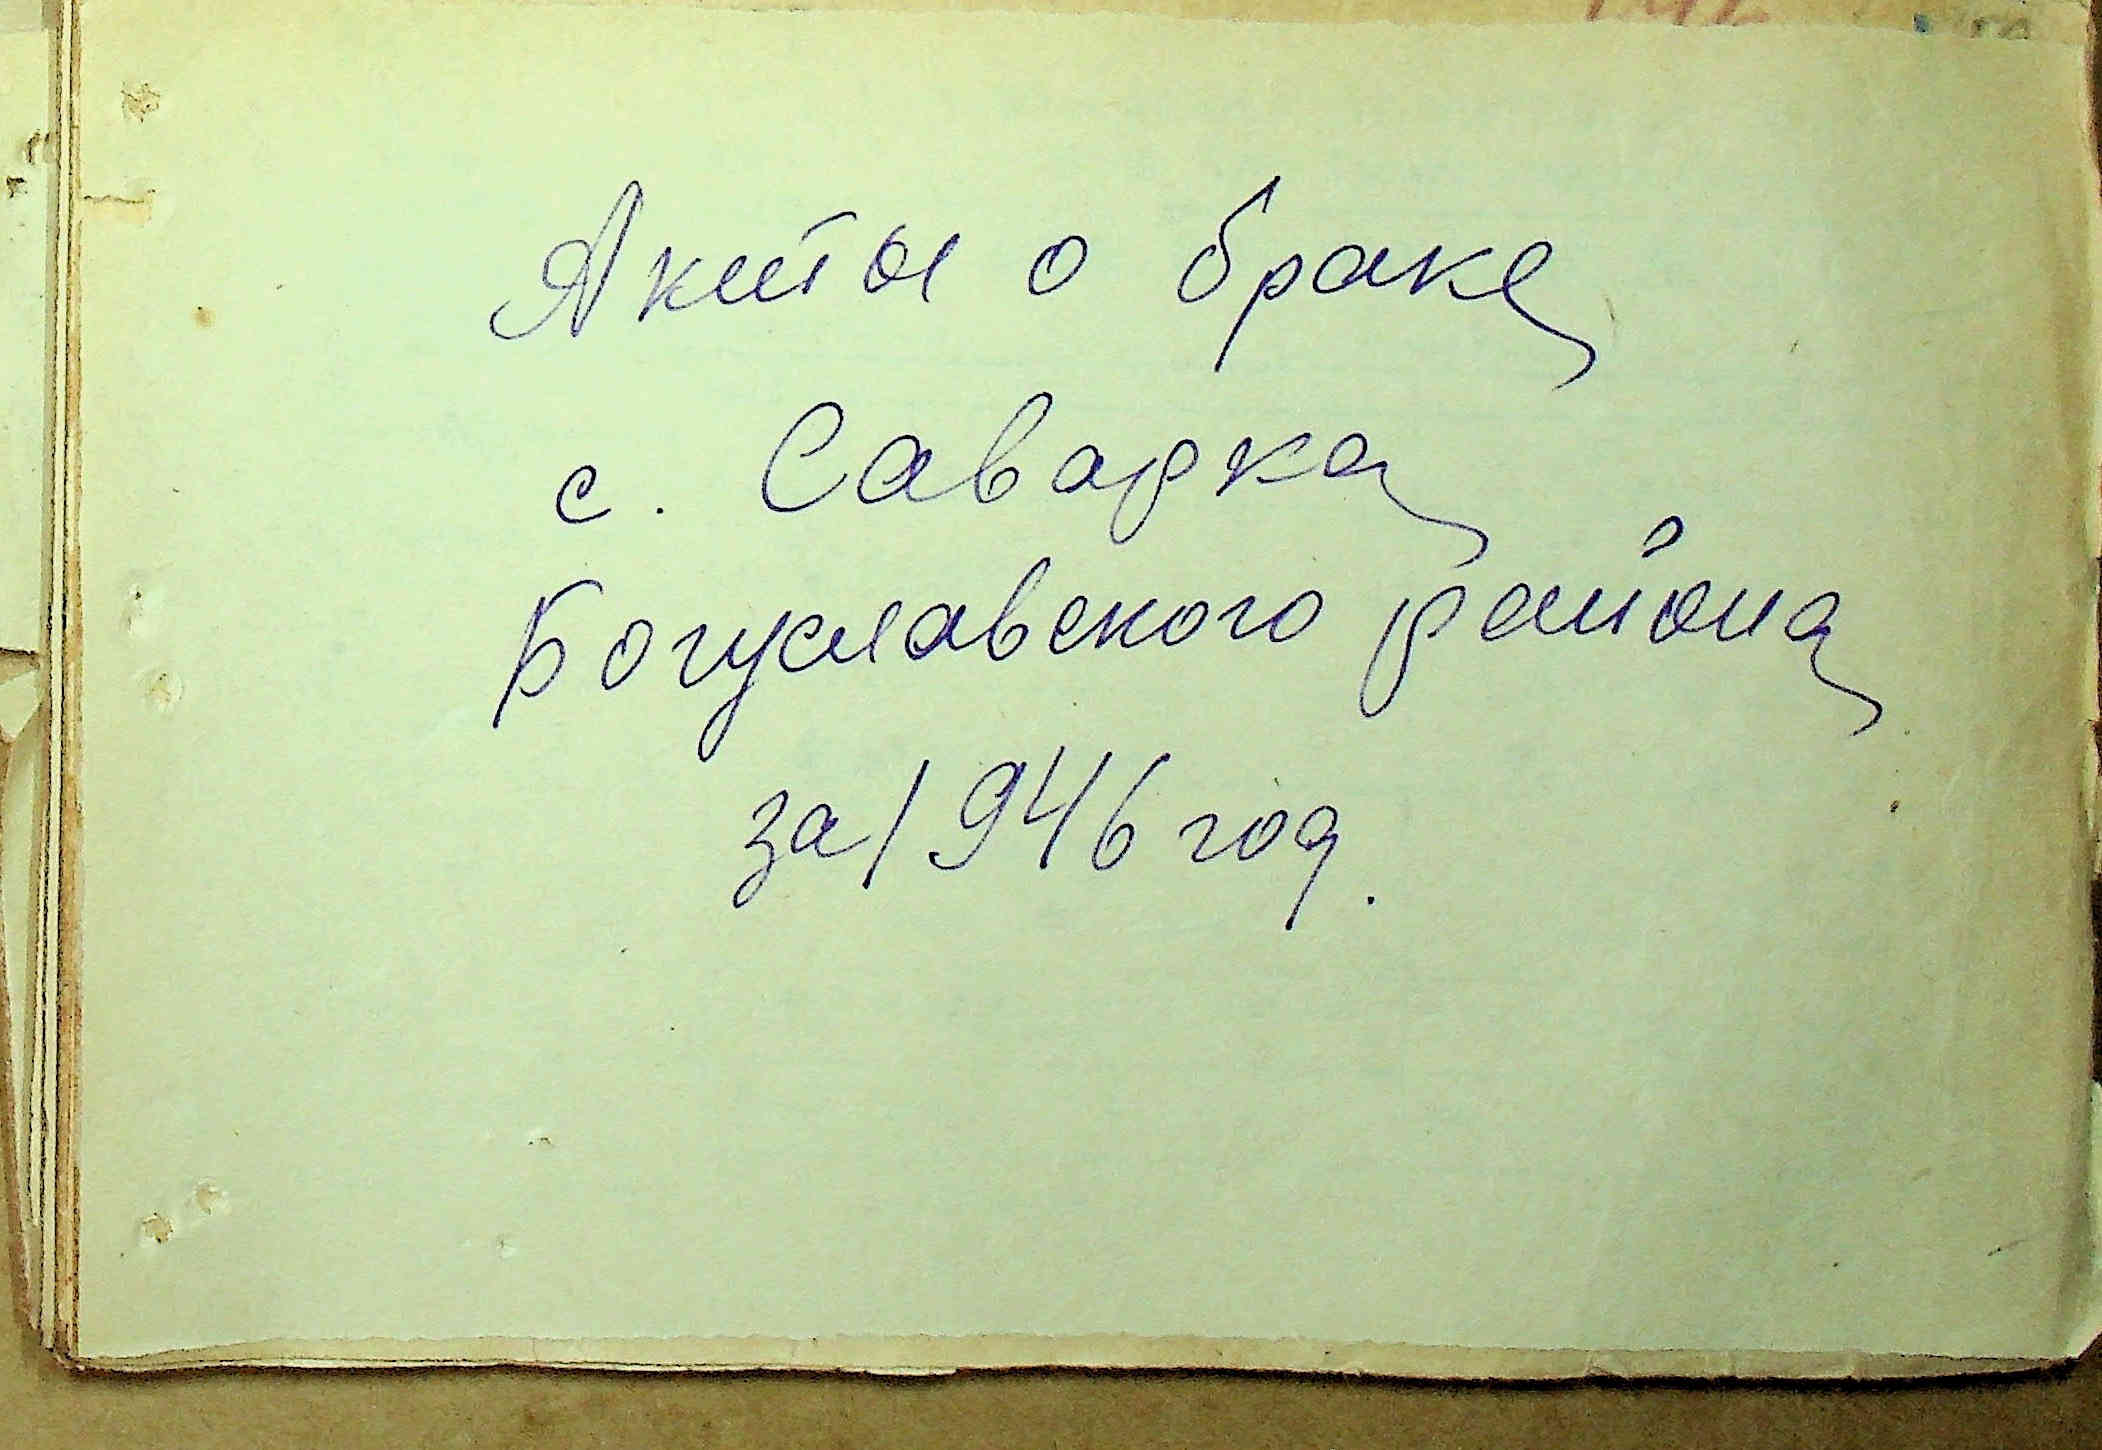 Акты о браке
с. Саварка
Богуславского района
за 1946 год.